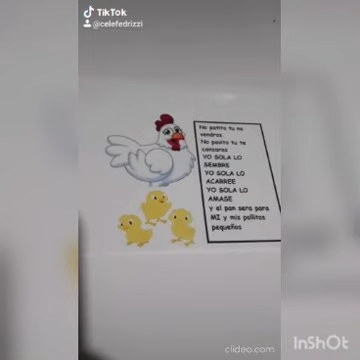 TikTok
@celefedrizzi
No patito tu no
vendras
No pavito tu te
cansaras
YO SOLA LO
SEMBRE
YO SOLA LO
ACARREE
YO SOLA LO
AMASE
y el pan sera para
MI y mis pollitos
pequeños
clideo.com
InShOt